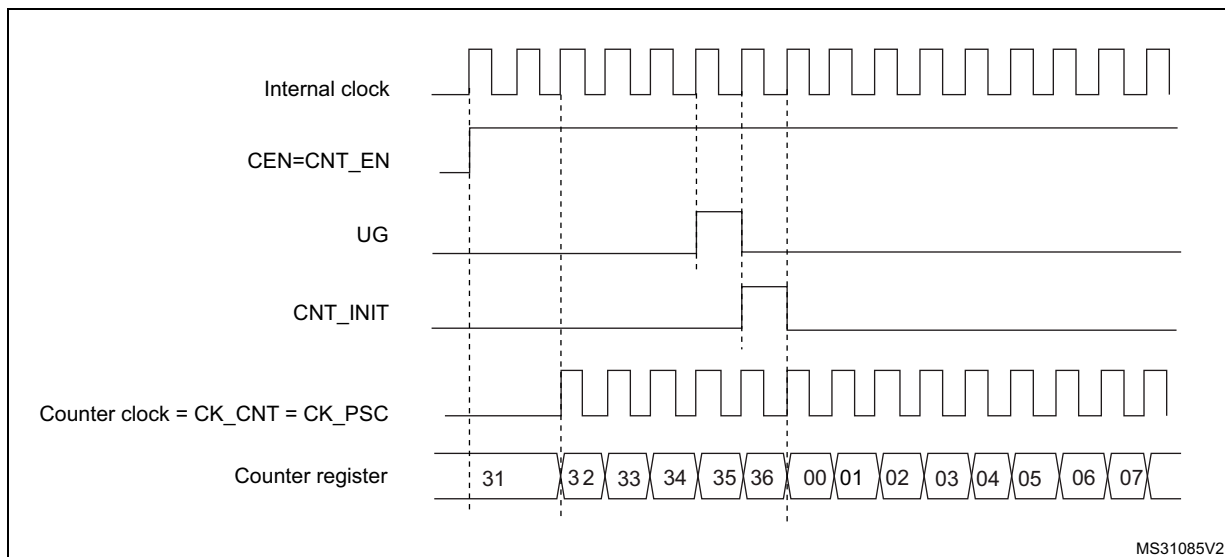 Internal clock
CEN=CNT_EN
UG
CNT_INIT
Counter clock = CK_CNT = CK_PSC
Counter register
31 32 33 34 35 36 00 01 02 03 04 05 06 07
MS31085V2